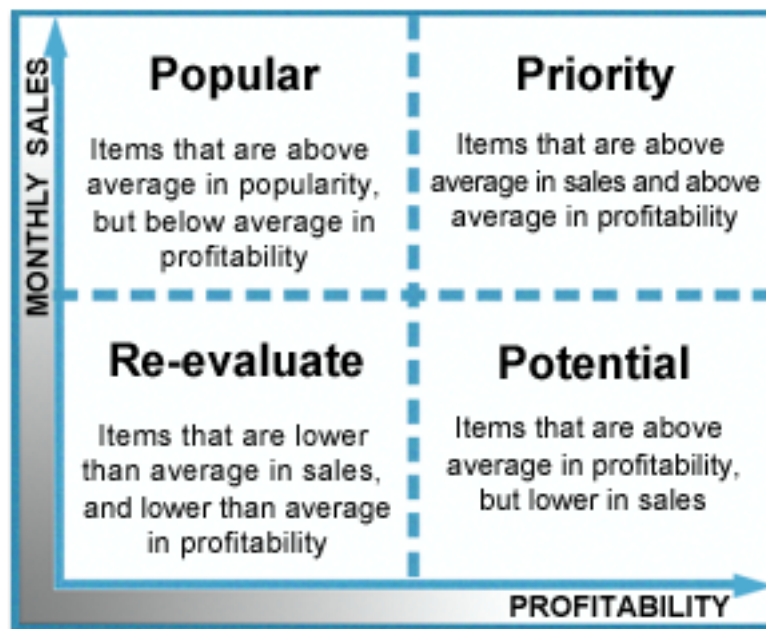 MONTHLY SALES
Popular
Items that are above
average in popularity,
but below average in
profitability
Priority
Items that are above
average in sales and above
average in profitability
Re-evaluate
Items that are lower
than average in sales,
and lower than average
in profitability
Potential
Items that are above
average in profitability,
but lower in sales
PROFITABILITY